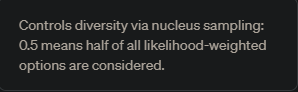 Controls diversity via nucleus sampling:
0.5 means half of all likelihood-weighted
options are considered.